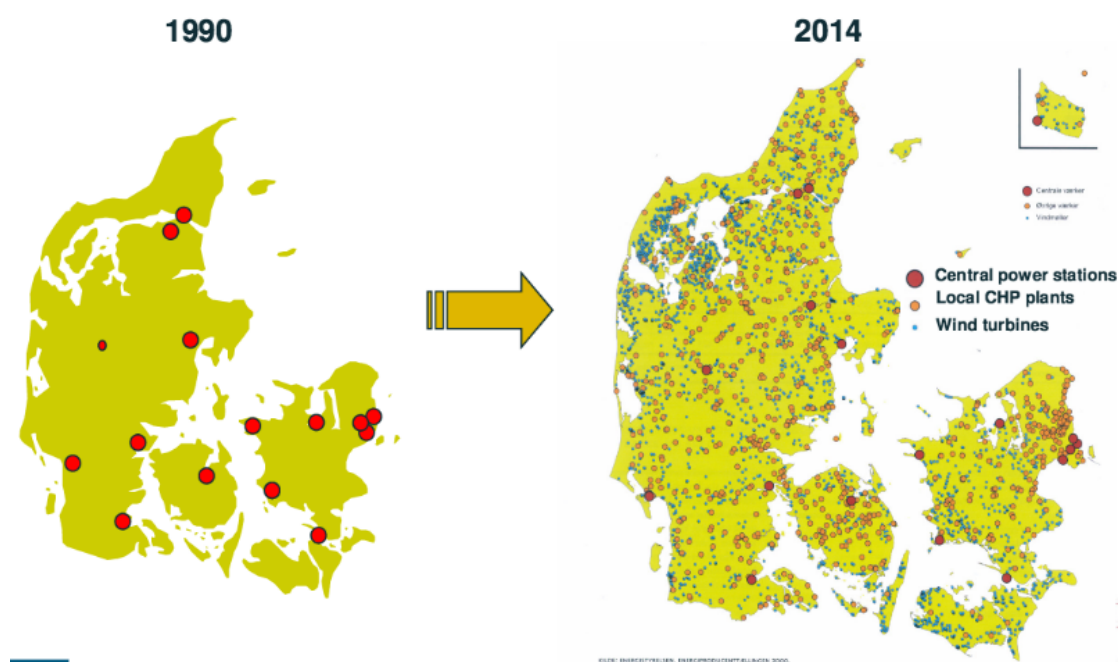 1990
2014
Centrale værker
Øvrige værker
Vindmøller
Central power stations
Local CHP plants
Wind turbines